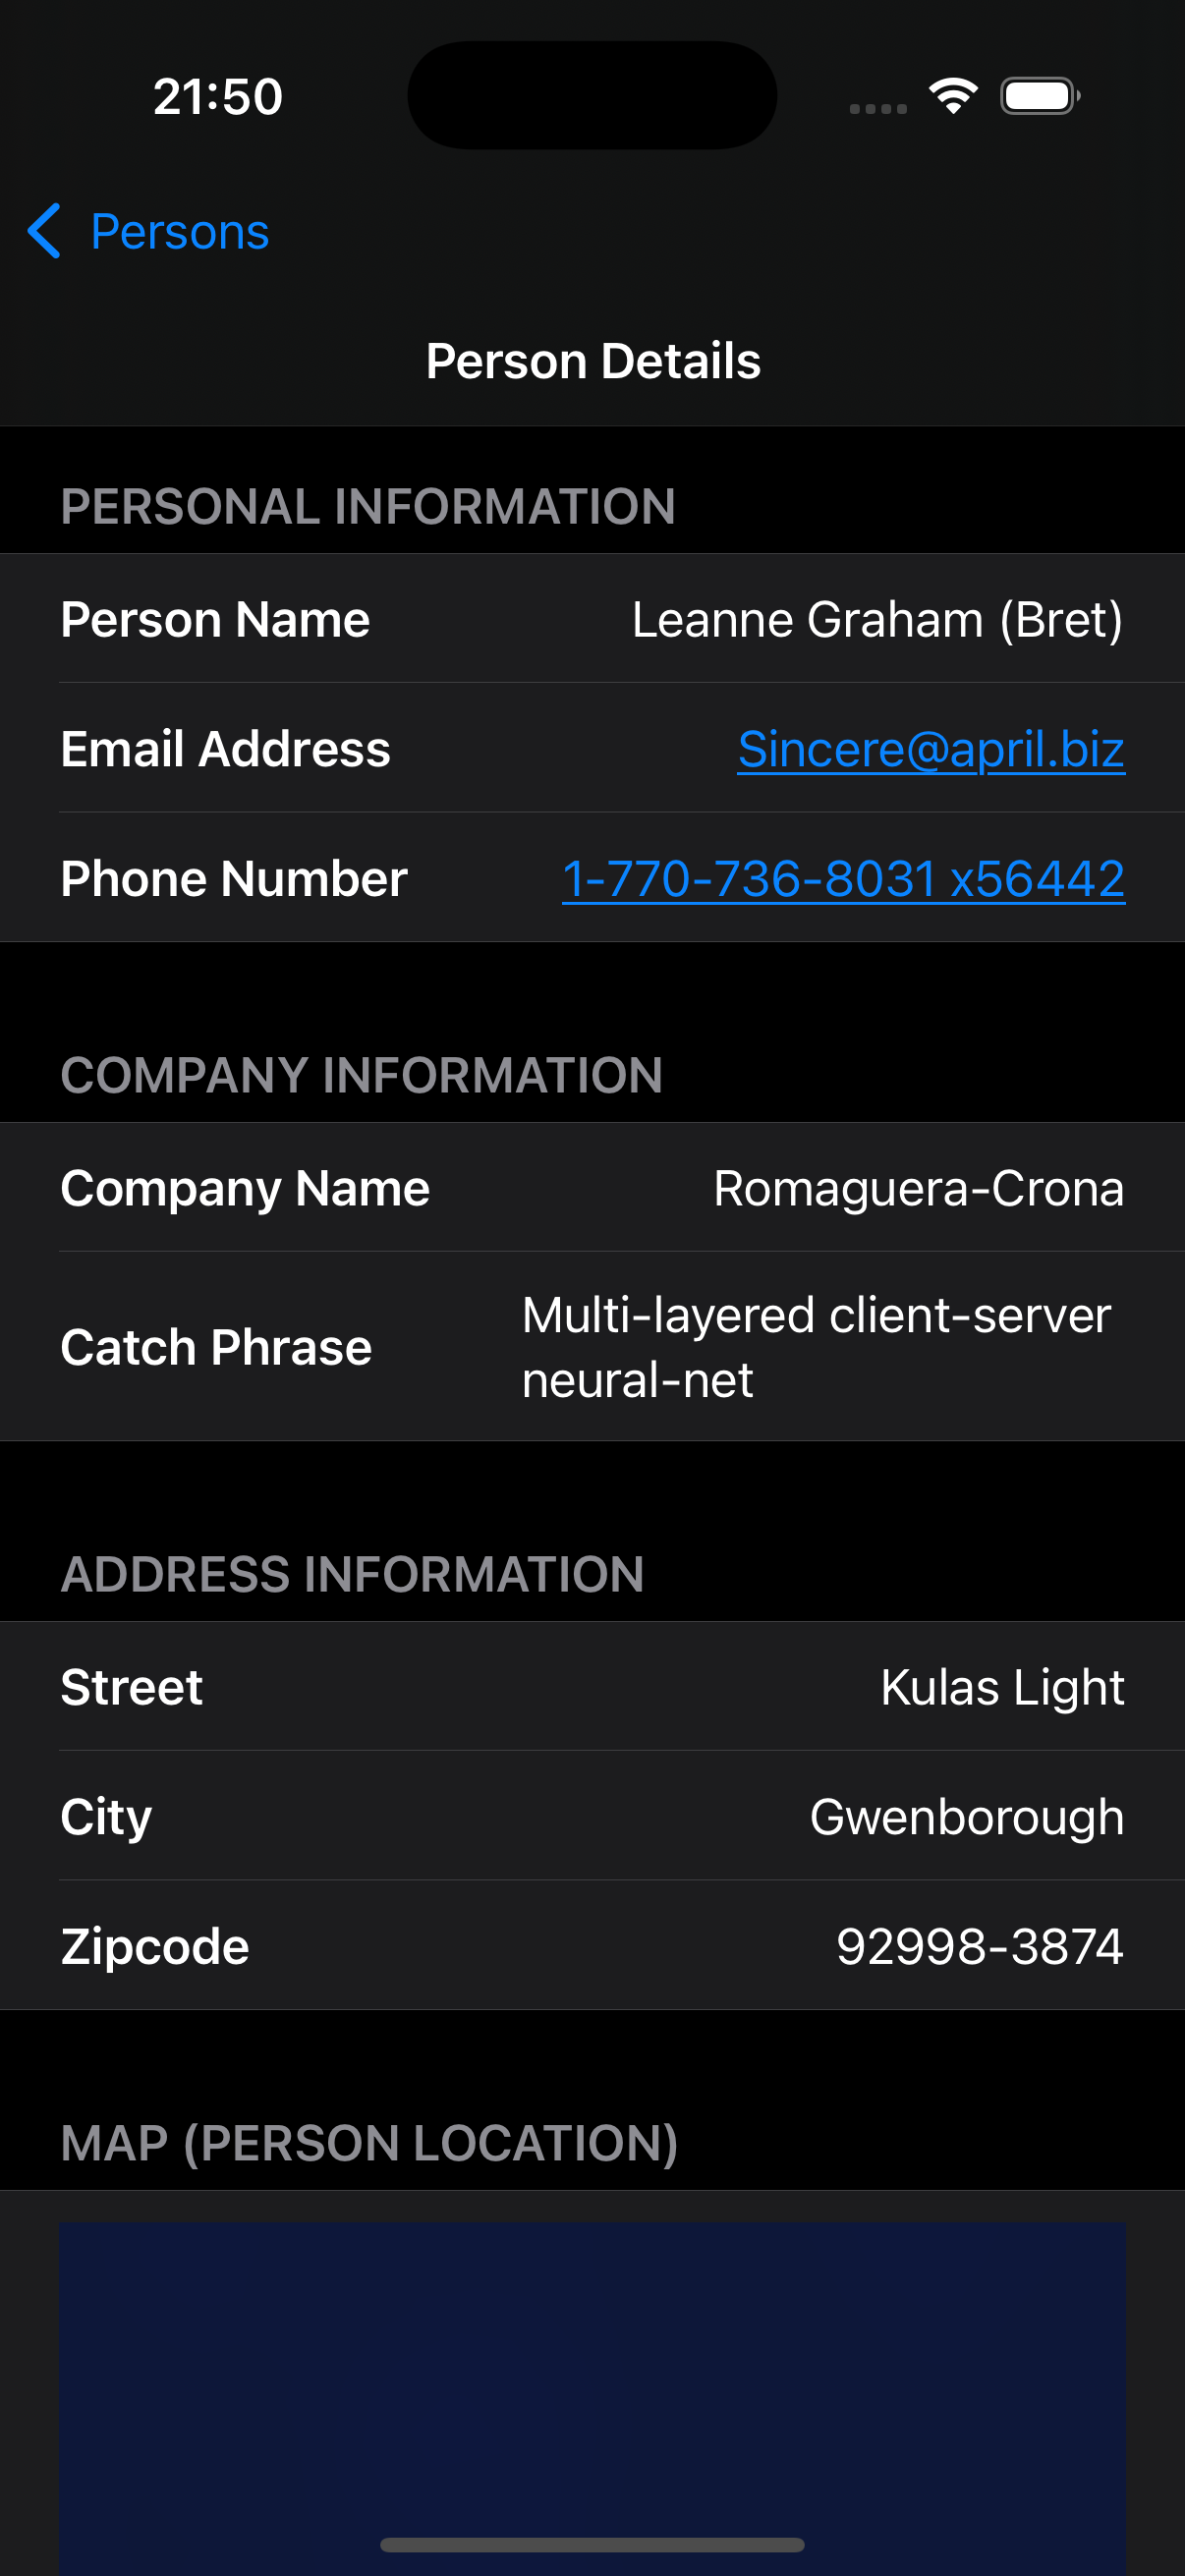 21:50
Persons
Person Details
PERSONAL INFORMATION
Person Name Leanne Graham (Bret)
Email Address Sincere@april.biz
Phone Number 1-770-736-8031 x56442
COMPANY INFORMATION
Company Name Romaguera-Crona
Catch Phrase Multi-layered client-server
neural-net
ADDRESS INFORMATION
Street Kulas Light
City Gwenborough
Zipcode 92998-3874
MAP (PERSON LOCATION)